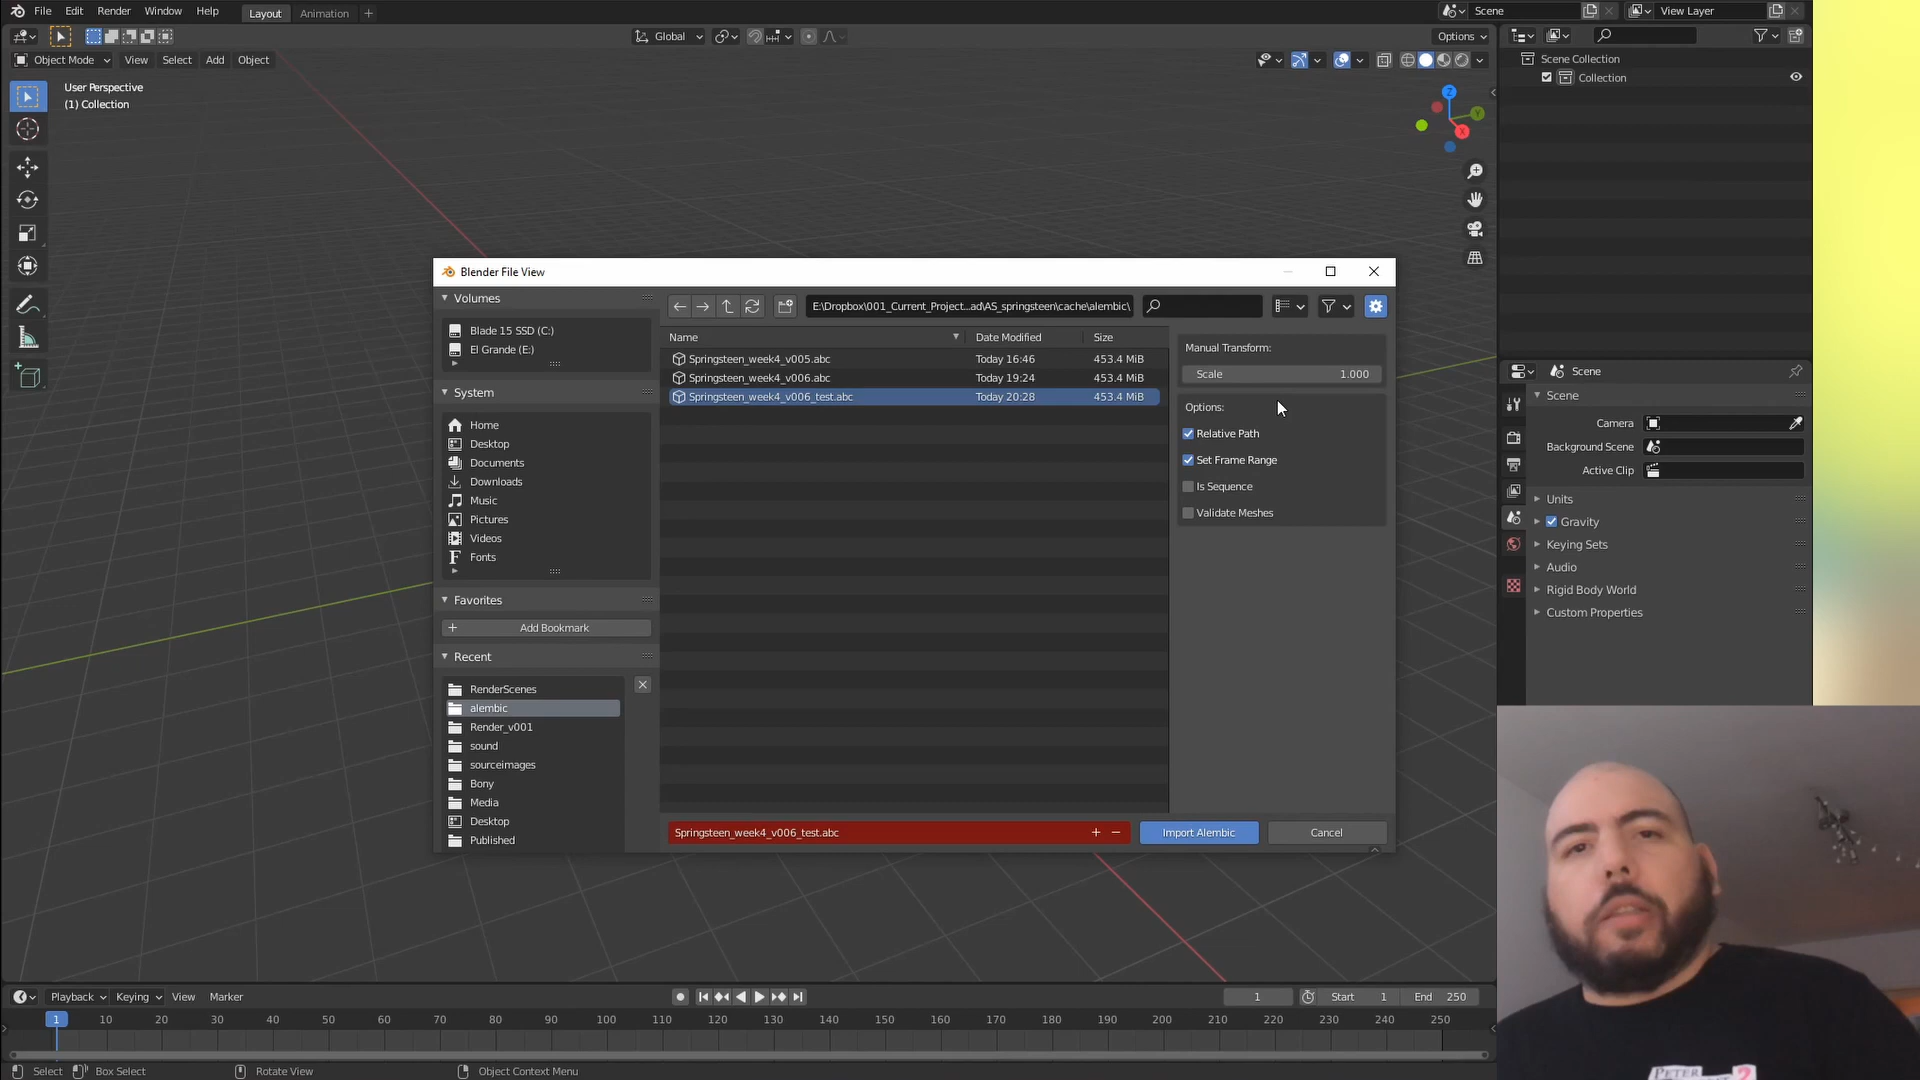 File Edit Render Window Help Layout Animation + Scene View Layer
Global Options
Object Mode View Select Add Object
User Perspective
(1) Collection
Z
Y
X
Scene Collection
Collection
Blender File View
Volumes
Blade 15 SSD (C:)
El Grande (E:)
System
Home
Desktop
Documents
Downloads
Music
Pictures
Videos
Fonts
Favorites
+ Add Bookmark
Recent
RenderScenes
alembic
Render_v001
sound
sourceimages
Bony
Media
Desktop
Published
E:\Dropbox\001_Current_Project...ad\AS_springsteen\cache\alembic\
Name Date Modified Size
Springsteen_week4_v005.abc Today 16:46 453.4 MiB
Springsteen_week4_v006.abc Today 19:24 453.4 MiB
Springsteen_week4_v006_test.abc Today 20:28 453.4 MiB
Manual Transform:
Scale 1.000
Options:
Relative Path
Set Frame Range
Is Sequence
Validate Meshes
Springsteen_week4_v006_test.abc + −
Import Alembic
Cancel
Scene
Scene
Camera
Background Scene
Active Clip
Units
Gravity
Keying Sets
Audio
Rigid Body World
Custom Properties
Playback Keying View Marker 1 Start 1 End 250
1 10 20 30 40 50 60 70 80 90 100 110 120 130 140 150 160 170 180 190 200 210 220 230 240 250
Select Box Select Rotate View Object Context Menu
PETER
2